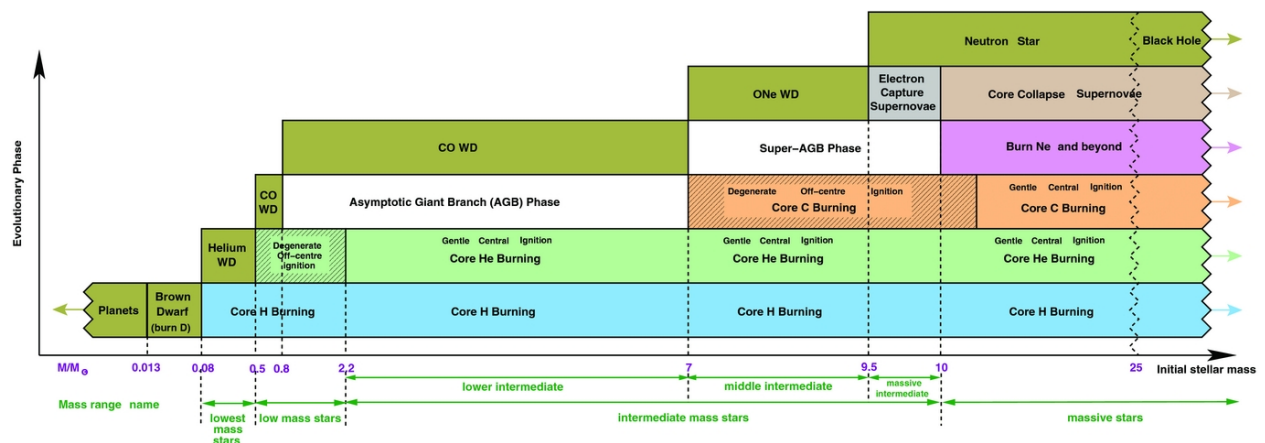 Evolutionary Phase
Neutron Star
Black Hole
ONe WD
Electron
Capture
Supernovae
Core Collapse Supernovae
CO WD
Super–AGB Phase
Burn Ne and beyond
CO
WD
Asymptotic Giant Branch (AGB) Phase
Degenerate Off–centre Ignition
Core C Burning
Gentle Central Ignition
Core C Burning
Helium
WD
Degenerate
Off–centre
Ignition
Gentle Central Ignition
Core He Burning
Gentle Central Ignition
Core He Burning
Gentle Central Ignition
Core He Burning
Planets
Brown
Dwarf
(burn D)
Core H Burning
Core H Burning
Core H Burning
Core H Burning
M/M⊙ 0.013 0.08 0.5 0.8 2.2 7 9.5 10 25 Initial stellar mass
lower intermediate
middle intermediate
massive
intermediate
Mass range name
lowest
mass
stars
low mass stars
intermediate mass stars
massive stars